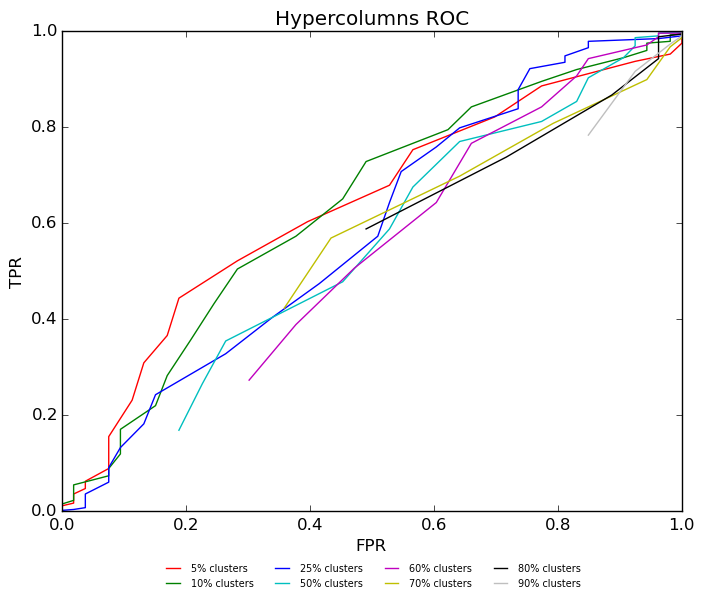 Hypercolumns ROC
1.0
0.8
0.6
0.4
0.2
0.0
TPR
0.0 0.2 0.4 0.6 0.8 1.0
FPR
5% clusters 25% clusters 60% clusters 80% clusters
10% clusters 50% clusters 70% clusters 90% clusters